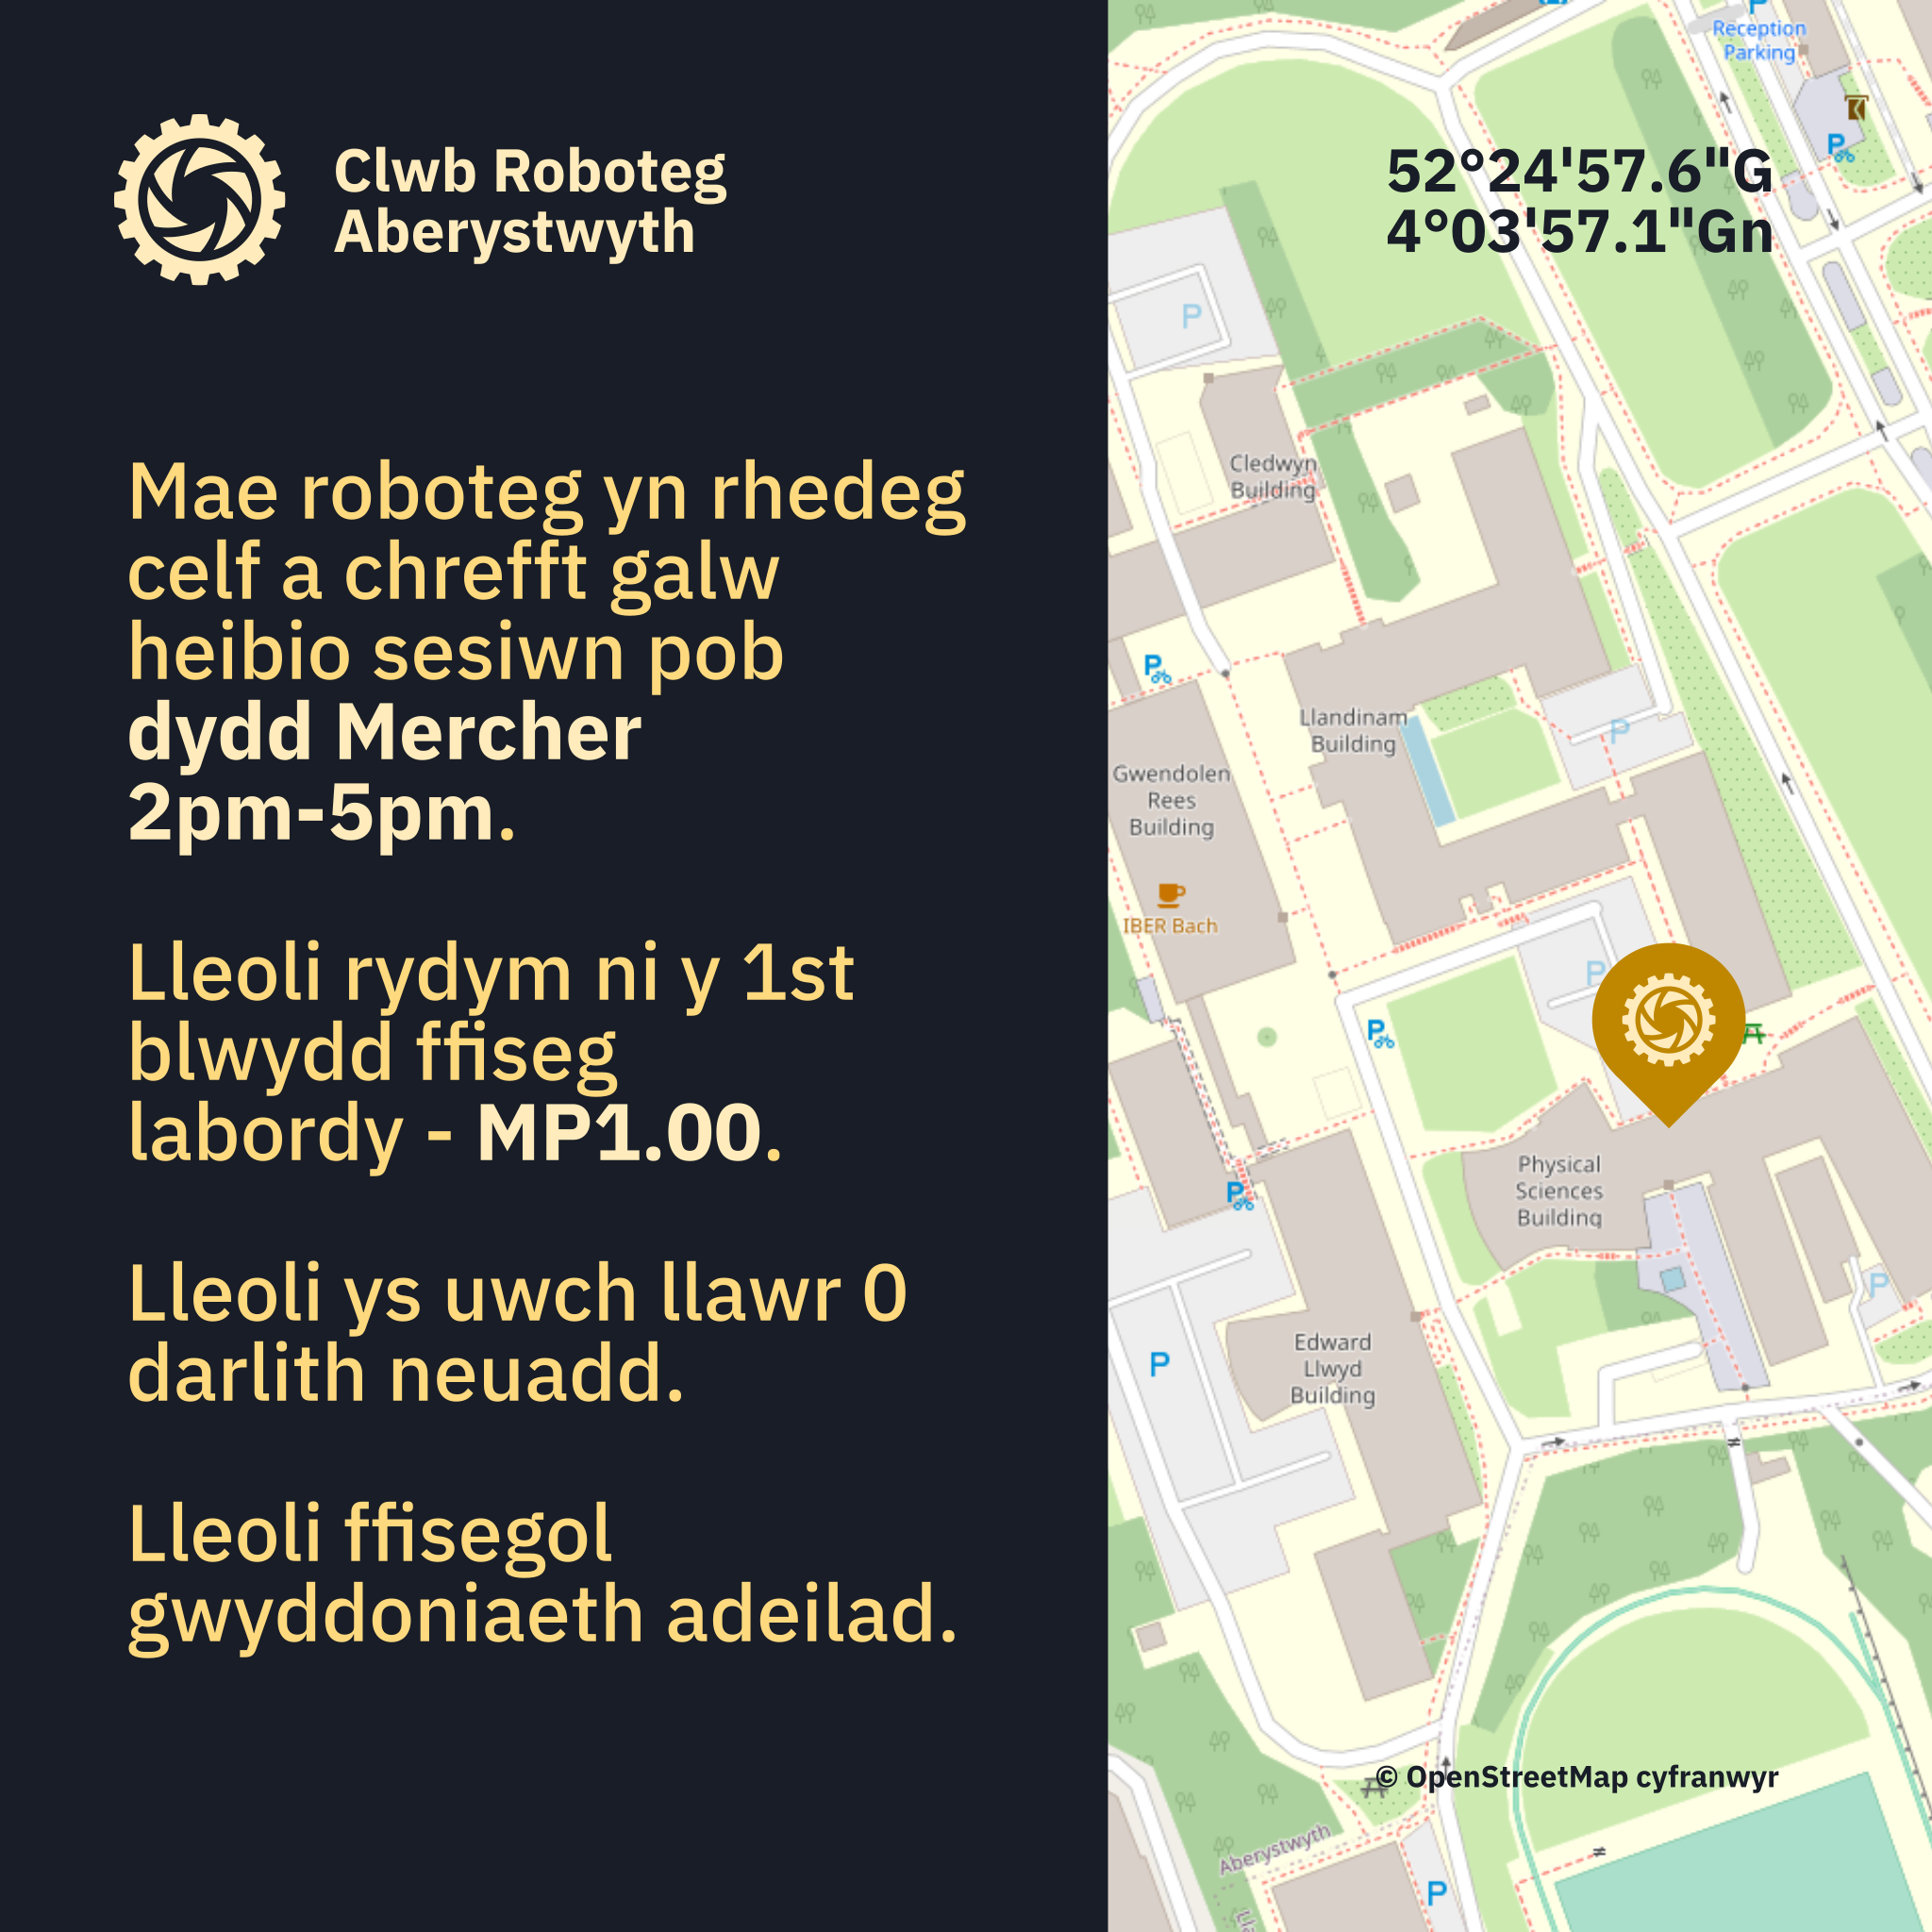 Clwb Roboteg
Aberystwyth
Mae roboteg yn rhedeg
celf a chrefft galw
heibio sesiwn pob
dydd Mercher
2pm-5pm.
Lleoli rydym ni y 1st
blwydd ffiseg
labordy - MP1.00.
Lleoli ys uwch llawr 0
darlith neuadd.
Lleoli ffisegol
gwyddoniaeth adeilad.
52°24'57.6"G
4°03'57.1"Gn
P
Reception
Parking
P
P
Cledwyn
Building
P
Llandinam
Building
P
Gwendolen
Rees
Building
IBER Bach
P
P
P
Physical
Sciences
Building
P
P
Edward
Llwyd
Building
© OpenStreetMap cyfranwyr
Aberystwyth
P